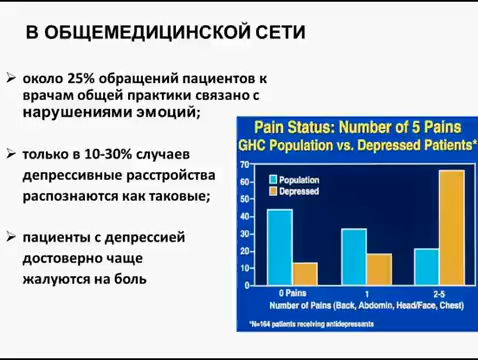 В ОБЩЕМЕДИЦИНСКОЙ СЕТИ
➢ около 25% обращений пациентов к
врачам общей практики связано с
нарушениями эмоций;
➢ только в 10-30% случаев
депрессивные расстройства
распознаются как таковые;
➢ пациенты с депрессией
достоверно чаще
жалуются на боль
Pain Status: Number of 5 Pains
GHC Population vs. Depressed Patients*
70
60
50
40
30
20
10
0
Population
Depressed
0 Pains 1 2-5
Number of Pains (Back, Abdomin, Head/Face, Chest)
*N=164 patients receiving antidepressants